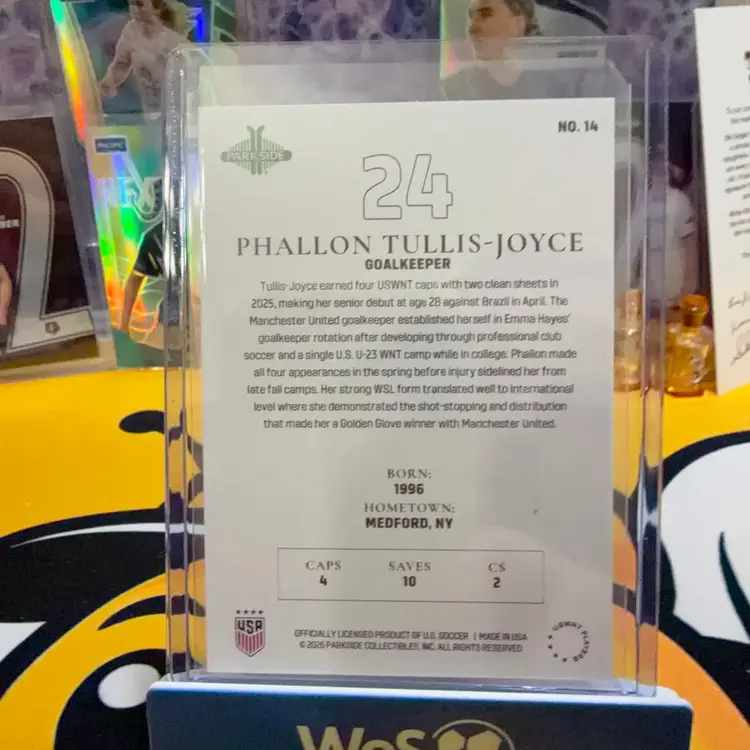 NO. 14
PARKSIDE
24
PHALLON TULLIS-JOYCE
GOALKEEPER
Tullis-Joyce earned four USWNT caps with two clean sheets in
2025, making her senior debut at age 28 against Brazil in April. The
Manchester United goalkeeper established herself in Emma Hayes'
goalkeeper rotation after developing through professional club
soccer and a single U.S. U-23 WNT camp while in college. Phallon made
all four appearances in the spring before injury sidelined her from
late fall camps. Her strong WSL form translated well to international
level where she demonstrated the shot-stopping and distribution
that made her a Golden Glove winner with Manchester United.
BORN:
1996
HOMETOWN:
MEDFORD, NY
CAPS SAVES CS
4 10 2
USA
OFFICIALLY LICENSED PRODUCT OF U.S. SOCCER | MADE IN USA
© 2025 PARKSIDE COLLECTIBLES, INC. ALL RIGHTS RESERVED
USWNT PLAYERS
PACIFIC
WoS